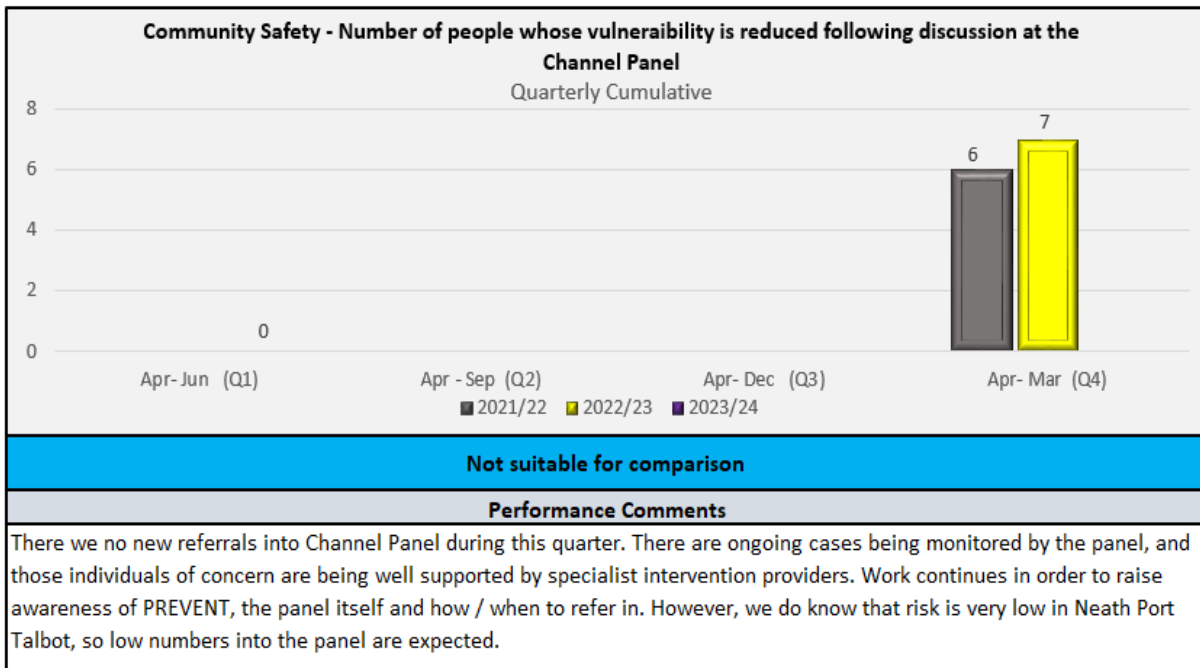 Community Safety - Number of people whose vulneraibility is reduced following discussion at the
Channel Panel
Quarterly Cumulative
8
6
4
2
0
0
6
7
Apr- Jun (Q1)
Apr - Sep (Q2)
Apr- Dec (Q3)
Apr- Mar (Q4)
2021/22
2022/23
2023/24
Not suitable for comparison
Performance Comments
There we no new referrals into Channel Panel during this quarter. There are ongoing cases being monitored by the panel, and
those individuals of concern are being well supported by specialist intervention providers. Work continues in order to raise
awareness of PREVENT, the panel itself and how / when to refer in. However, we do know that risk is very low in Neath Port
Talbot, so low numbers into the panel are expected.